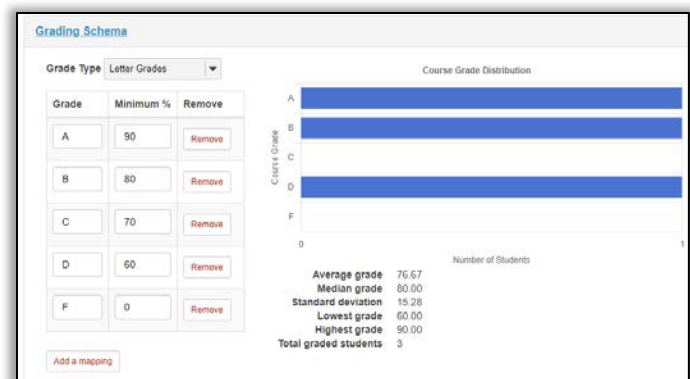 Grading Schema
Grade Type Letter Grades
Grade Minimum % Remove
A 90 Remove
B 80 Remove
C 70 Remove
D 60 Remove
F 0 Remove
Add a mapping
Course Grade Distribution
Course Grade
A
B
C
D
F
0 1
Number of Students
Average grade 76.67
Median grade 80.00
Standard deviation 15.28
Lowest grade 60.00
Highest grade 90.00
Total graded students 3